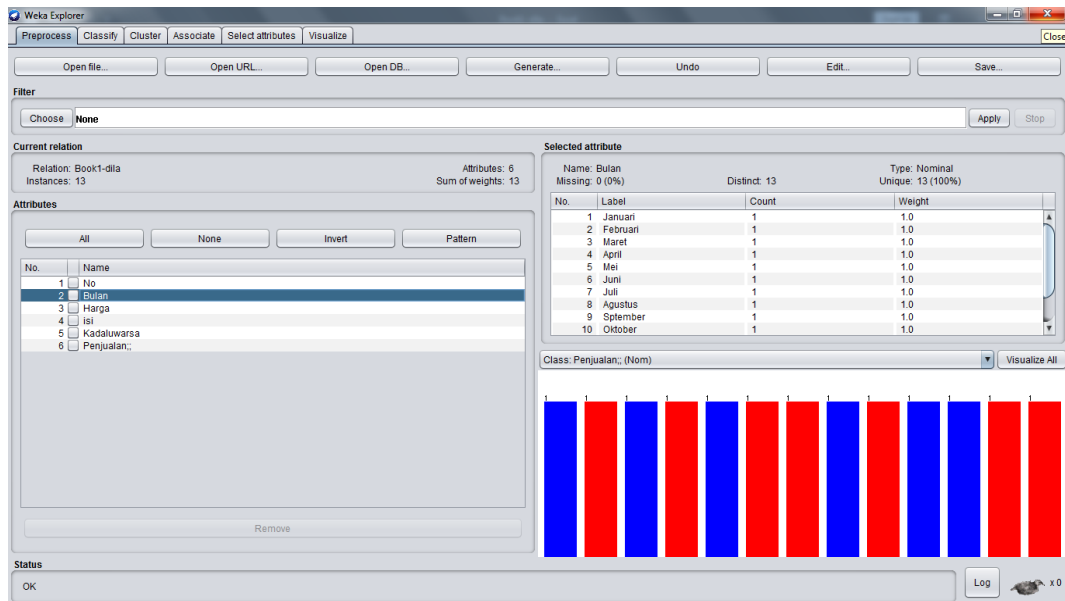 Weka Explorer
Preprocess Classify Cluster Associate Select attributes Visualize
Close
Open file... Open URL... Open DB... Generate... Undo Edit... Save...
Filter
Choose None Apply Stop
Current relation
Relation: Book1-dila Attributes: 6
Instances: 13 Sum of weights: 13
Attributes
All None Invert Pattern
No. Name
1 No
2 Bulan
3 Harga
4 isi
5 Kadaluwarsa
6 Penjualan;;
Remove
Selected attribute
Name: Bulan Type: Nominal
Missing: 0 (0%) Distinct: 13 Unique: 13 (100%)
No. Label Count Weight
1 Januari 1 1.0
2 Februari 1 1.0
3 Maret 1 1.0
4 April 1 1.0
5 Mei 1 1.0
6 Juni 1 1.0
7 Juli 1 1.0
8 Agustus 1 1.0
9 Sptember 1 1.0
10 Oktober 1 1.0
Class: Penjualan;; (Nom) Visualize All
1 1 1 1 1 1 1 1 1 1 1 1 1
Status
OK Log x 0